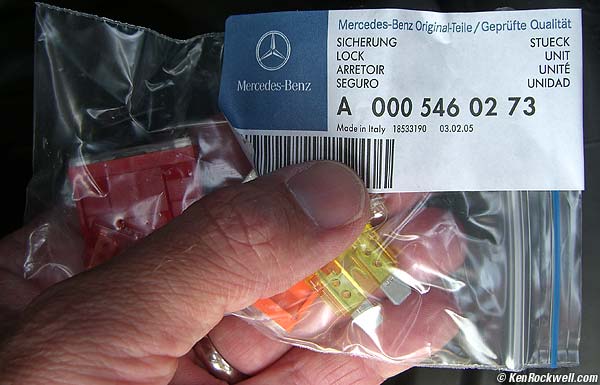 Mercedes-Benz Original-Teile / Geprüfte Qualität
Mercedes-Benz
SICHERUNG STUECK
LOCK UNIT
ARRETOIR UNITÉ
SEGURO UNIDAD
A 000 546 02 73
Made in Italy 18533190 03.02.05
© KenRockwell.com